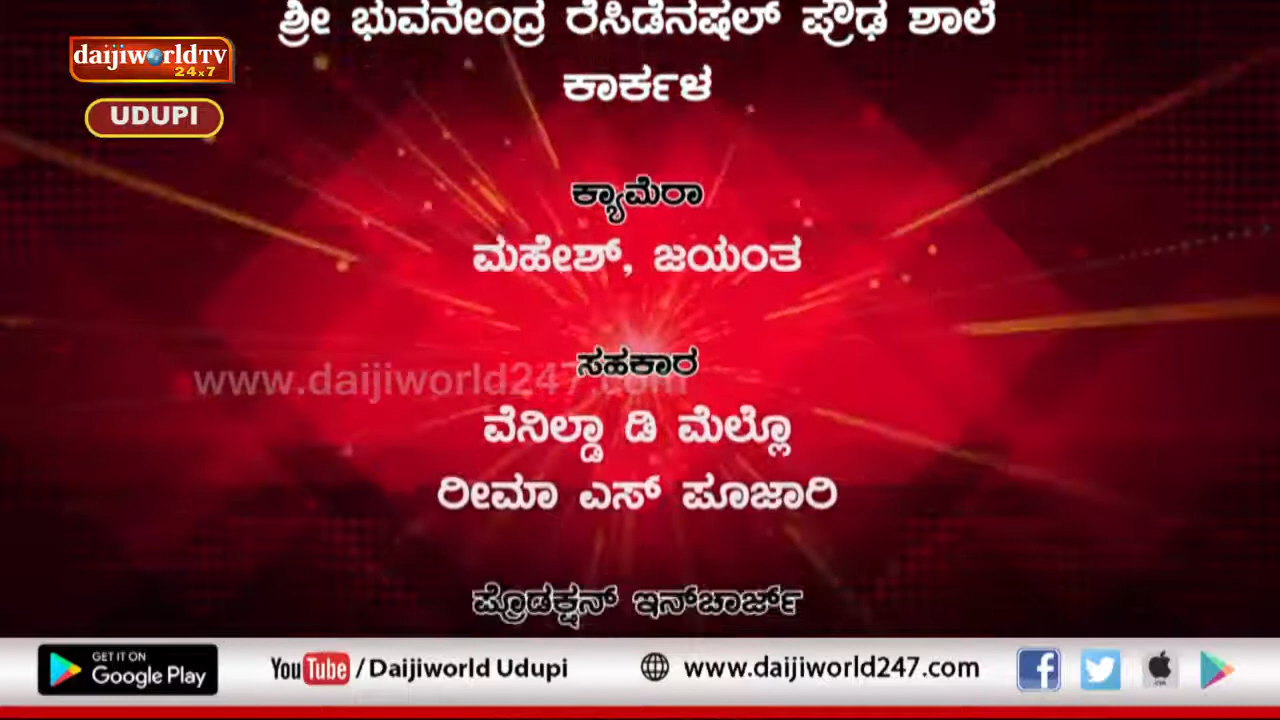 ಶ್ರೀ ಭುವನೇಂದ್ರ ರೆಸಿಡೆನಷಲ್ ಪ್ರೌಢ ಶಾಲೆ
daijiworldTV
24x7
ಕಾರ್ಕಳ
UDUPI
ಕ್ಯಾಮೆರಾ
ಮಹೇಶ್, ಜಯಂತ
ಸಹಕಾರ
www.daijiworld247.com
ವೆನಿಲ್ಡಾ ಡಿ ಮೆಲ್ಲೊ
ರೀಮಾ ಎಸ್ ಪೂಜಾರಿ
ಪ್ರೊಡಕ್ಷನ್ ಇನ್‌ಚಾರ್ಜ್
GET IT ON
Google Play
YouTube /Daijiworld Udupi
www.daijiworld247.com